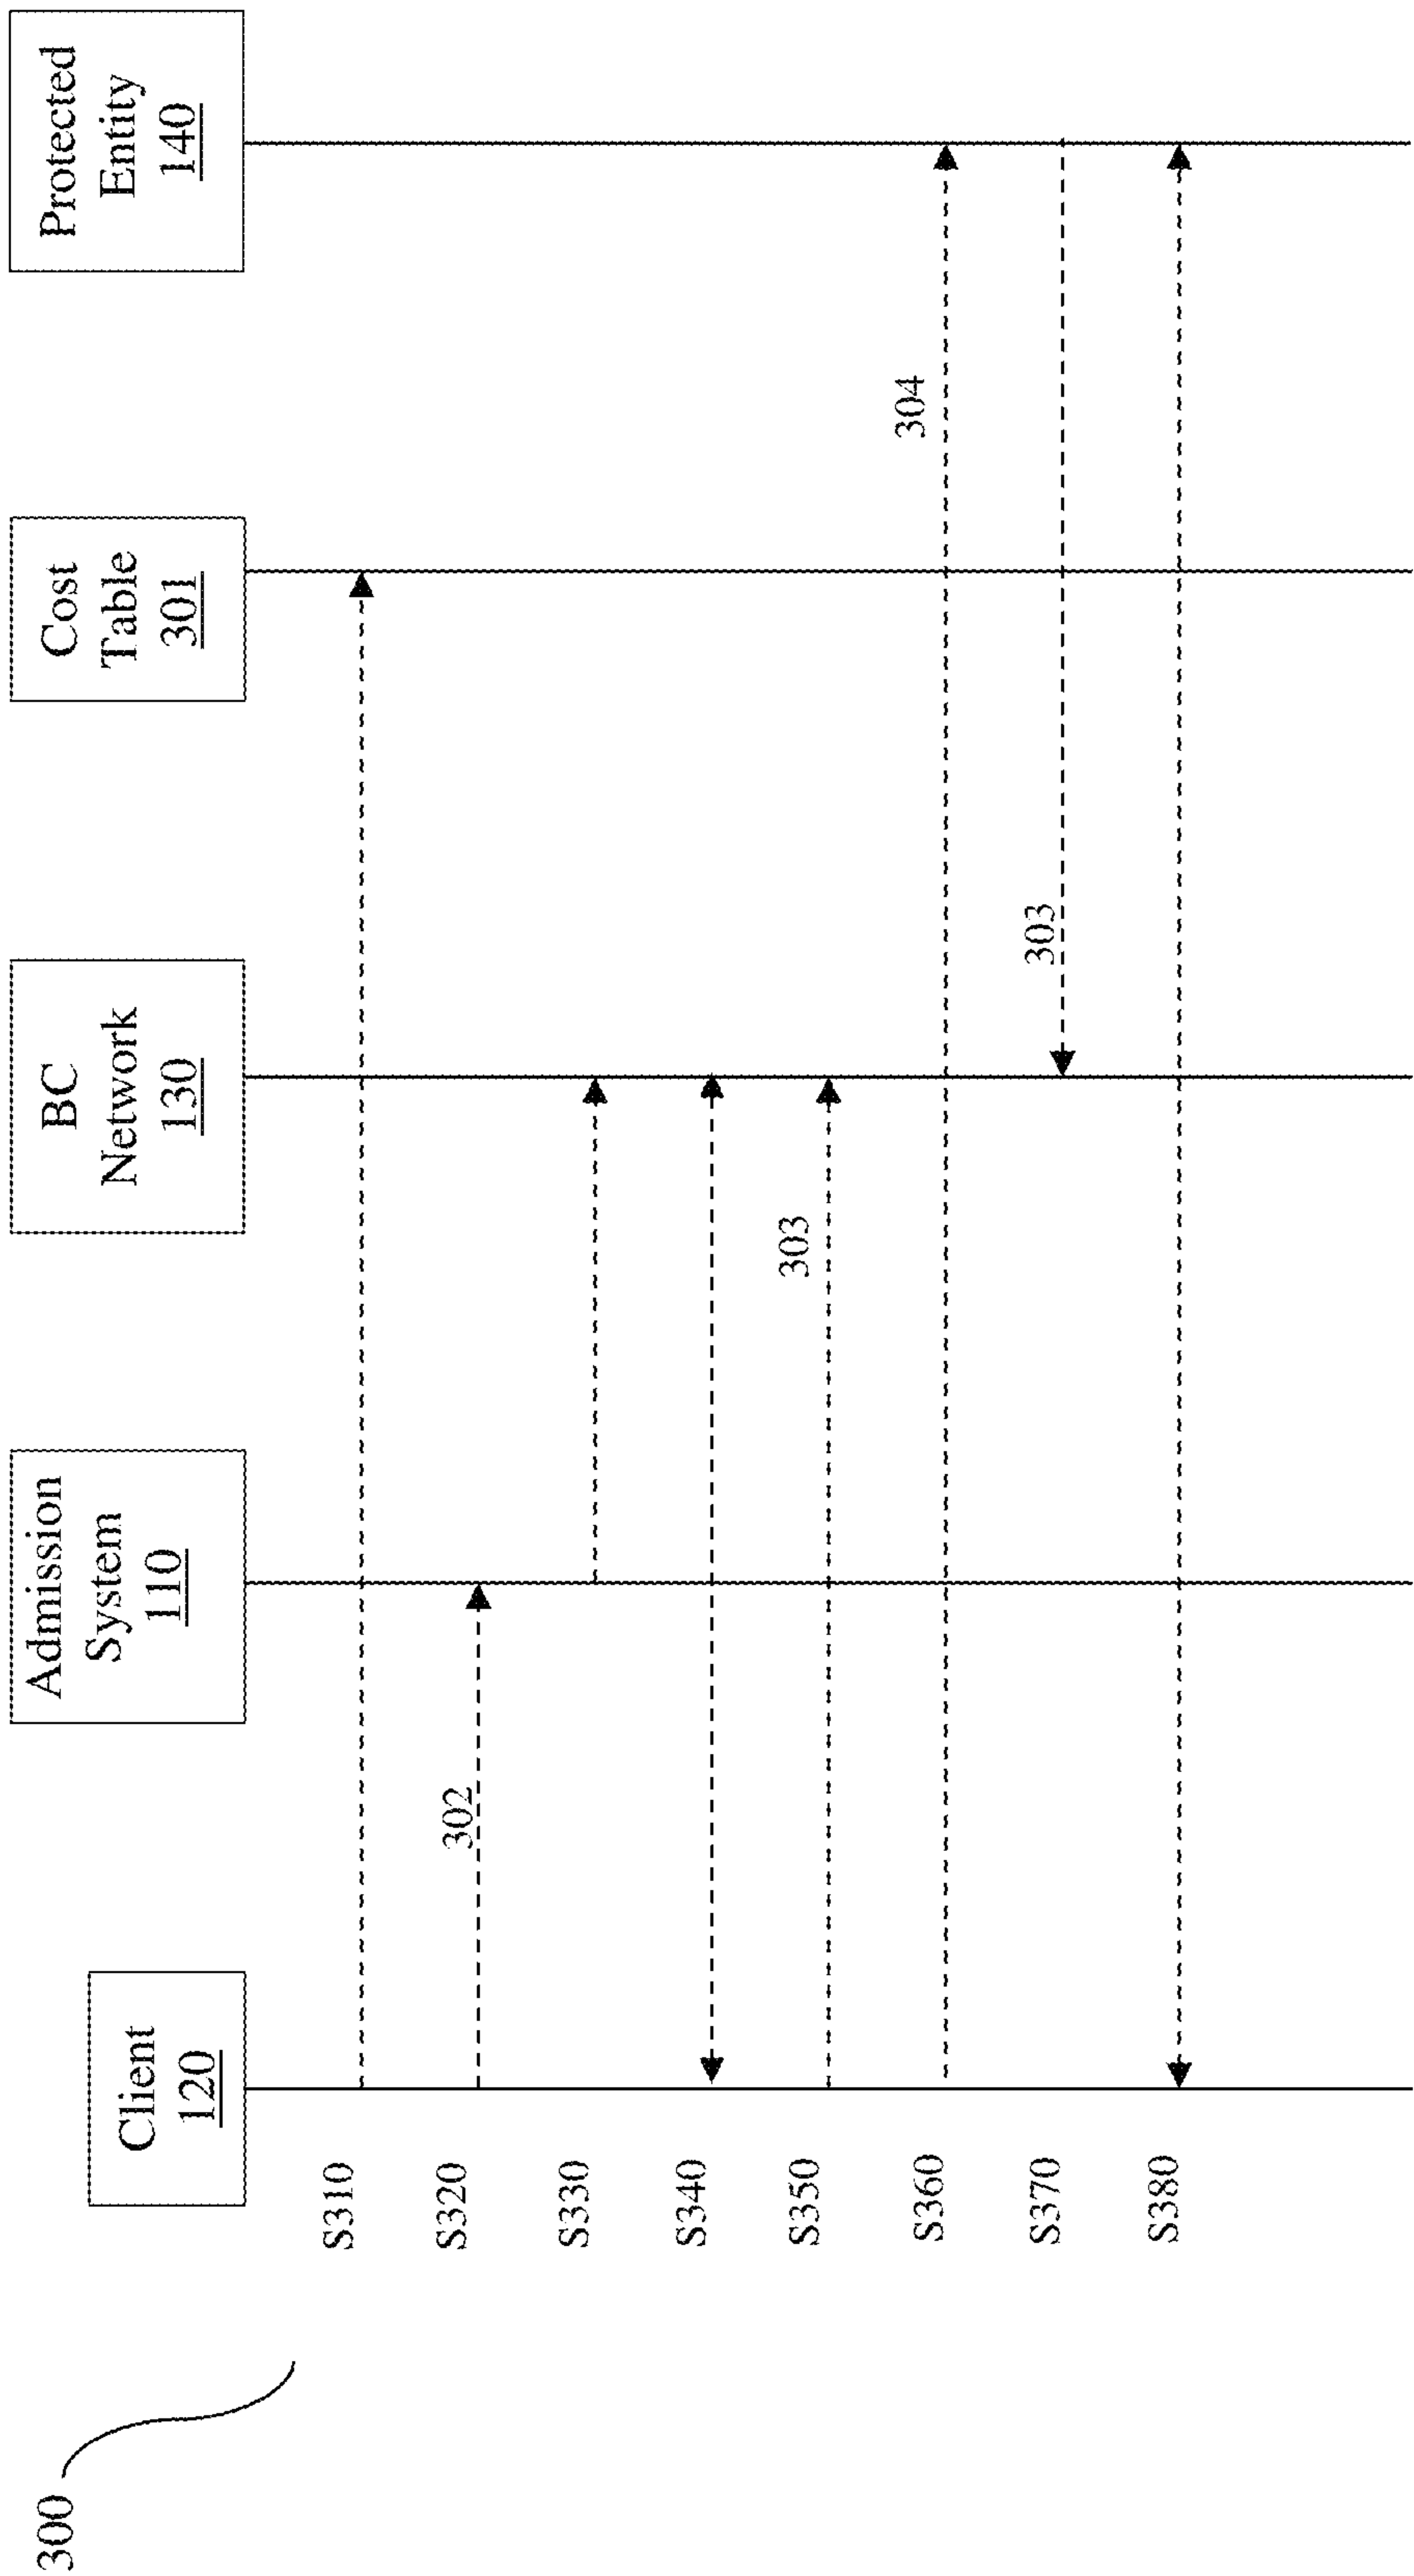 300
Client
120
Admission
System
110
BC
Network
130
Cost
Table
301
Protected
Entity
140
S310
S320
302
S330
S340
S350
303
S360
304
S370
303
S380